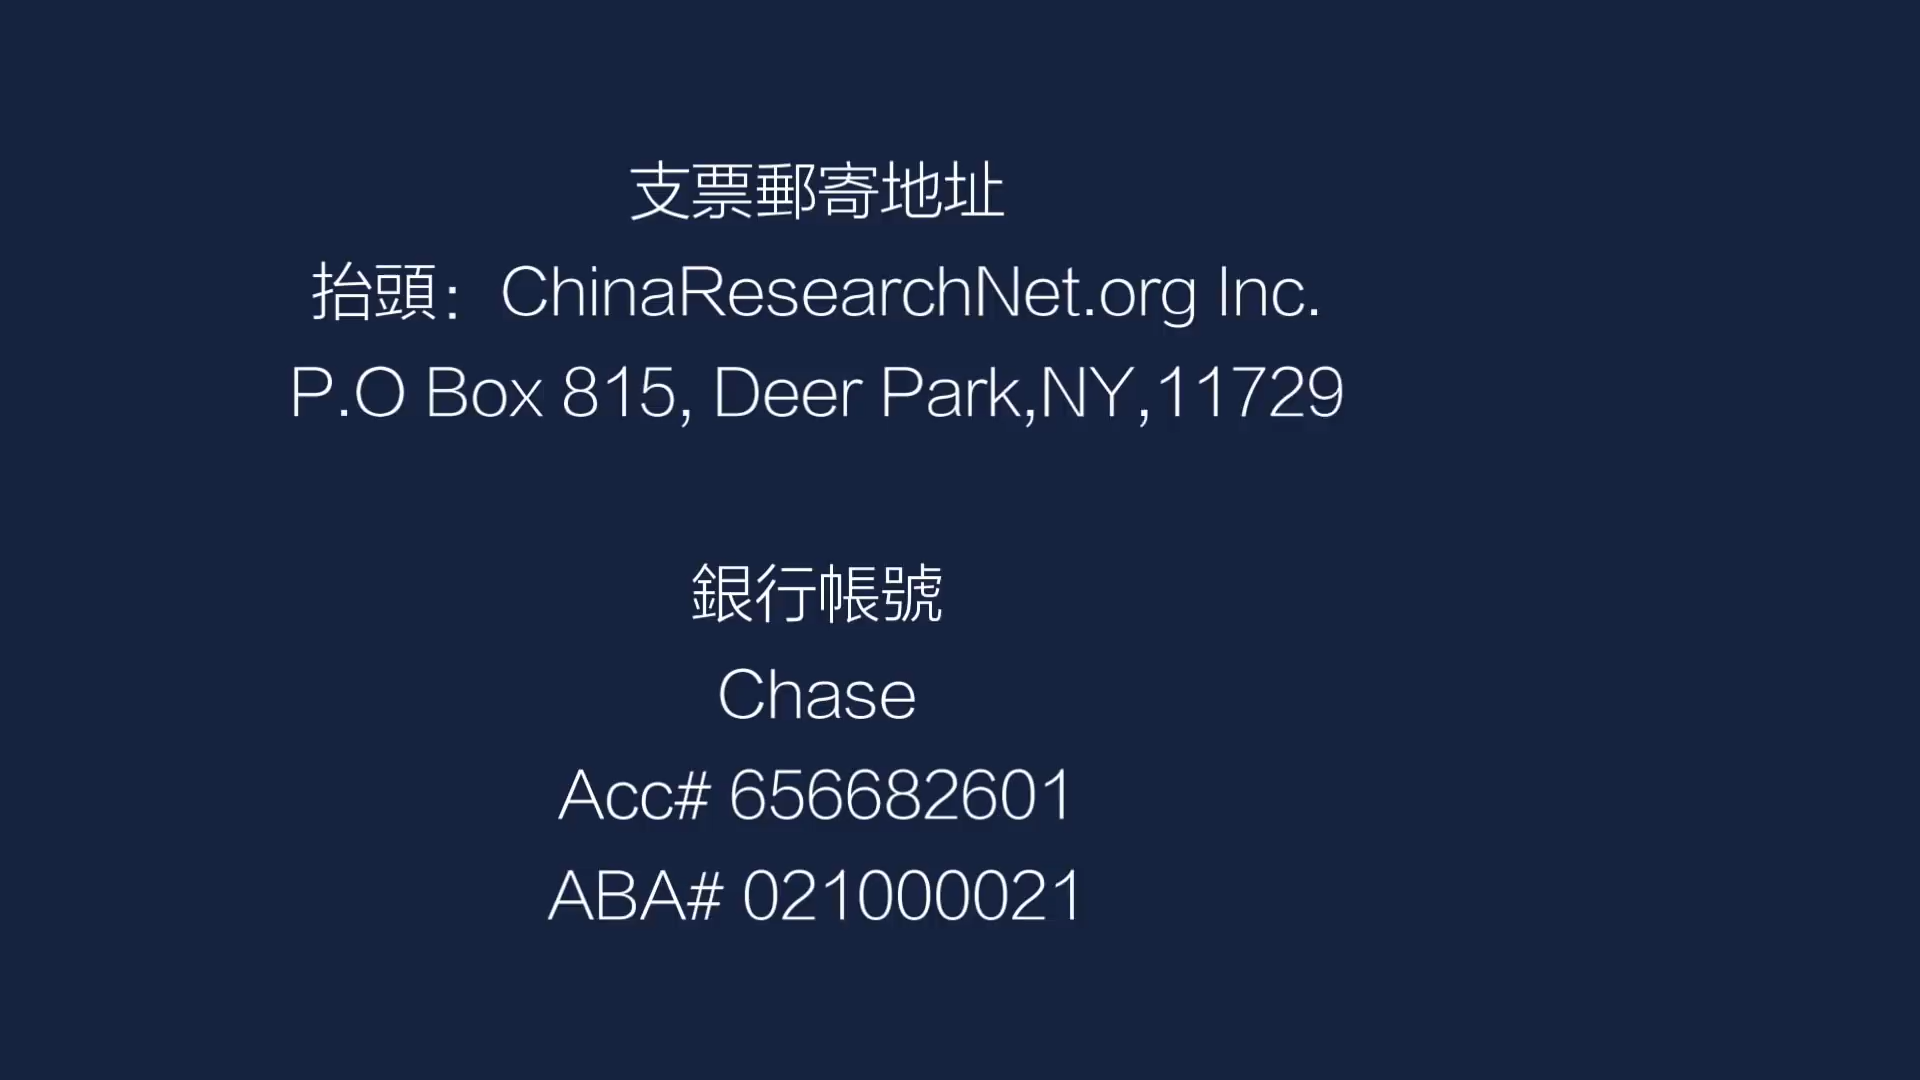 支票郵寄地址
抬頭：ChinaResearchNet.org Inc.
P.O Box 815, Deer Park,NY,11729
銀行帳號
Chase
Acc# 656682601
ABA# 021000021